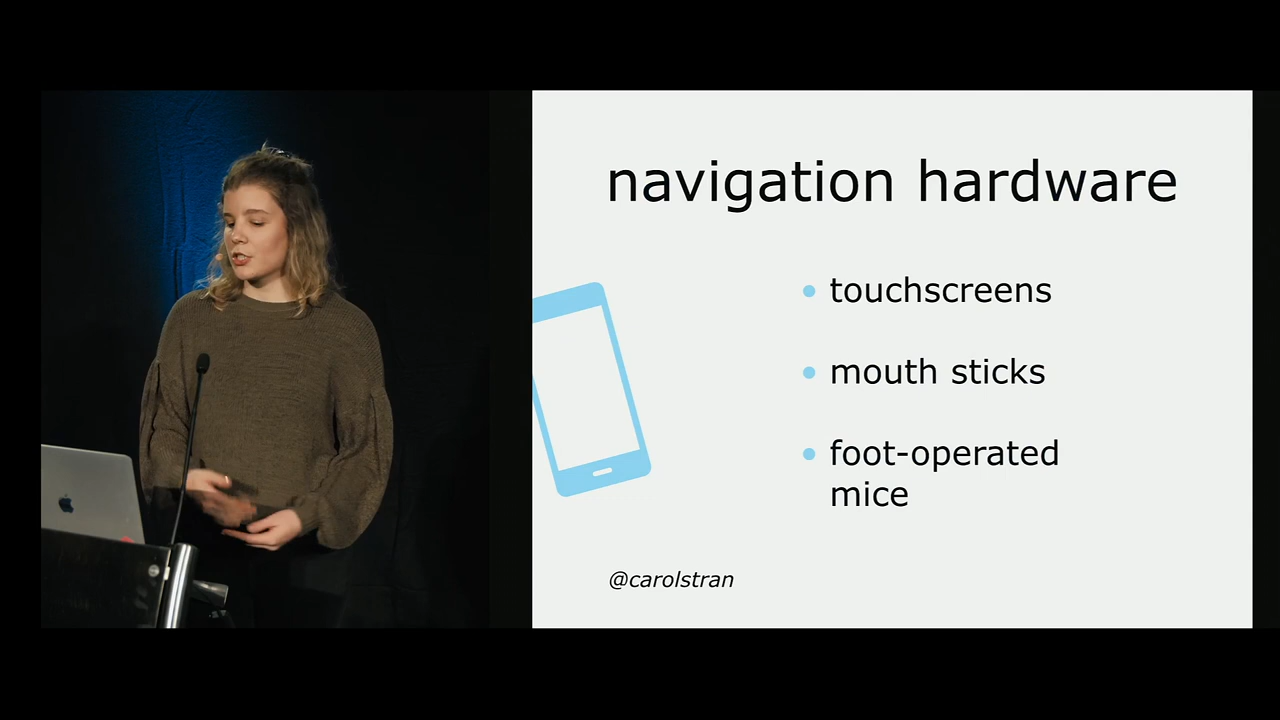 navigation hardware
touchscreens
mouth sticks
foot-operated
mice
@carolstran